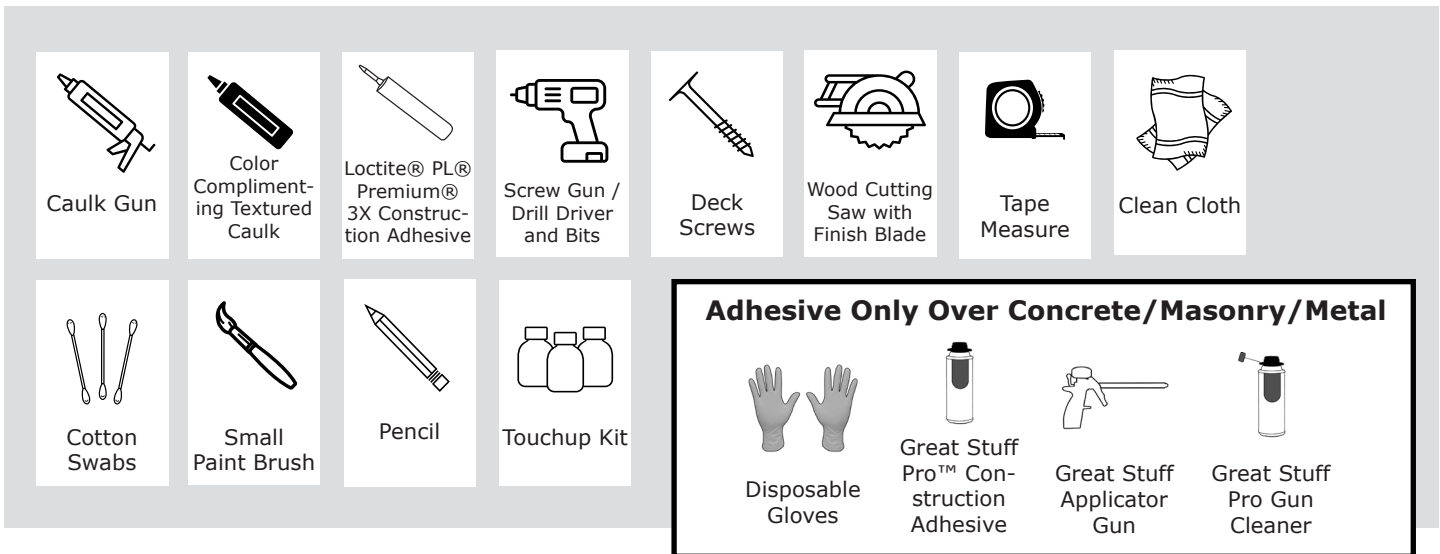 Caulk Gun
Color
Compliment-
ing Textured
Caulk
Loctite® PL®
Premium®
3X Construc-
tion Adhesive
Screw Gun /
Drill Driver
and Bits
Deck
Screws
Wood Cutting
Saw with
Finish Blade
Tape
Measure
Clean Cloth
Cotton
Swabs
Small
Paint Brush
Pencil
Touchup Kit
Adhesive Only Over Concrete/Masonry/Metal
Disposable
Gloves
Great Stuff
Pro™ Con-
struction
Adhesive
Great Stuff
Applicator
Gun
Great Stuff
Pro Gun
Cleaner